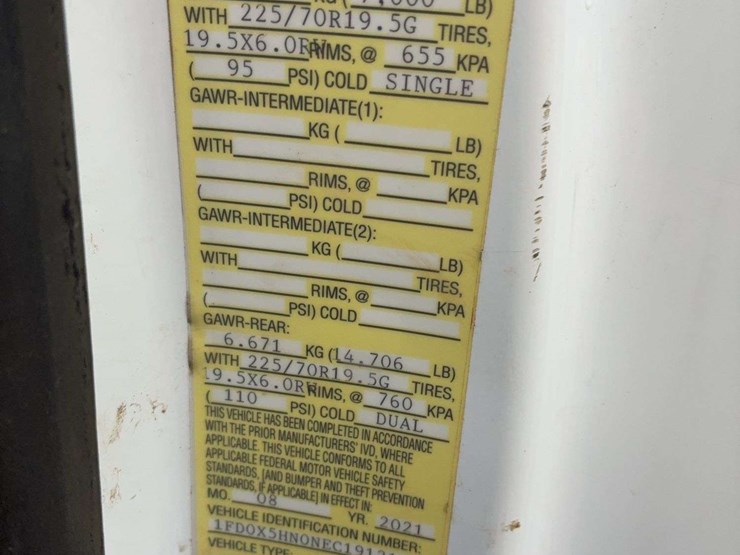 LB)
WITH 225/70R19.5G TIRES,
19.5X6.0 RIMS, @ 655 KPA
( 95 PSI) COLD SINGLE
GAWR-INTERMEDIATE(1):
KG ( LB)
WITH TIRES,
RIMS, @ KPA
( PSI) COLD
GAWR-INTERMEDIATE(2):
KG ( LB)
WITH TIRES,
RIMS, @ KPA
( PSI) COLD
GAWR-REAR:
6.671 KG (14.706 LB)
WITH 225/70R19.5G TIRES,
19.5X6.0R RIMS, @ 760 KPA
( 110 PSI) COLD DUAL
THIS VEHICLE HAS BEEN COMPLETED IN ACCORDANCE
WITH THE PRIOR MANUFACTURERS' IVD, WHERE
APPLICABLE. THIS VEHICLE CONFORMS TO ALL
APPLICABLE FEDERAL MOTOR VEHICLE SAFETY
STANDARDS, [AND BUMPER AND THEFT PREVENTION
STANDARDS, IF APPLICABLE] IN EFFECT IN:
MO. 08 YR. 2021
VEHICLE IDENTIFICATION NUMBER:
VEHICLE TYPE: